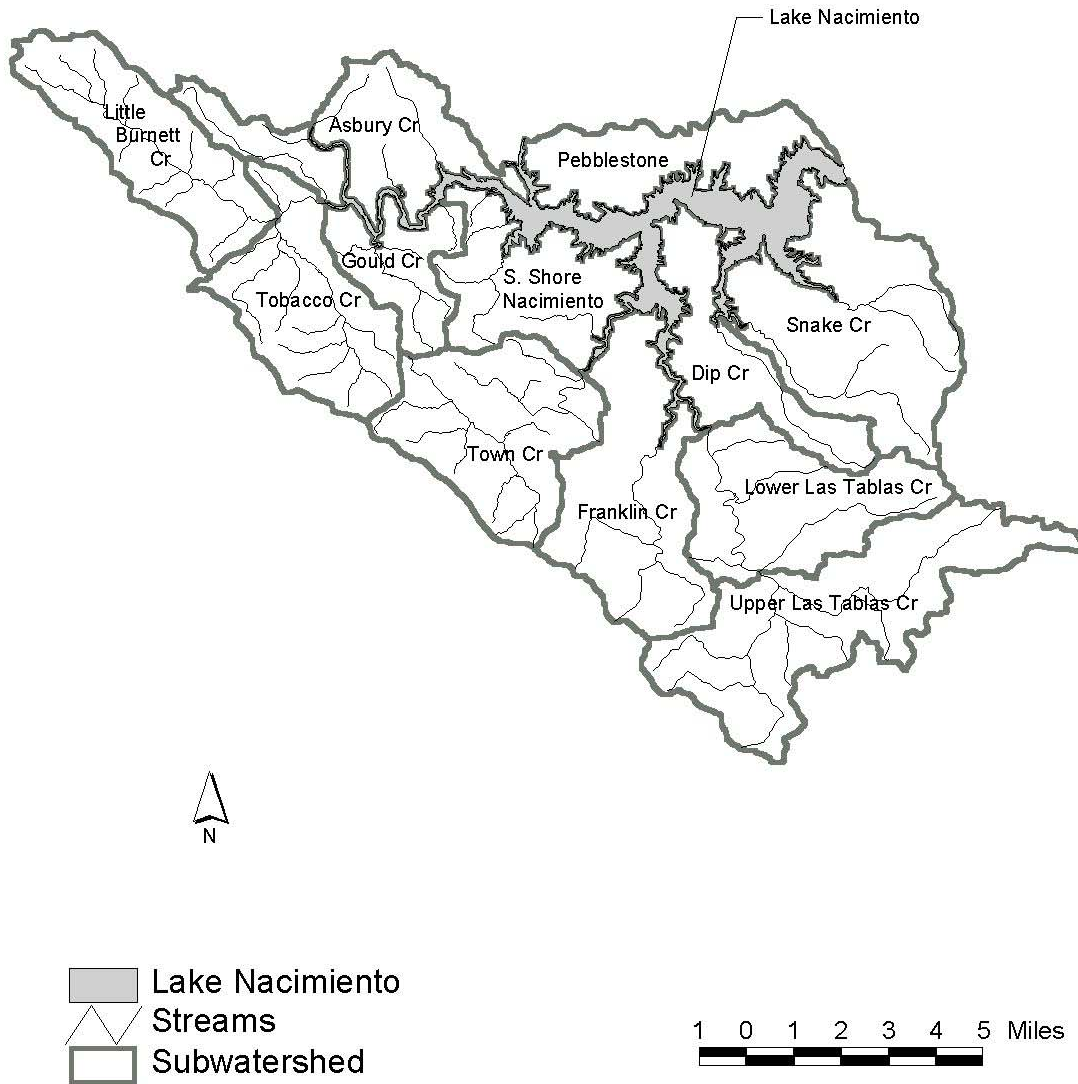 Lake Nacimiento
Little
Burnett
Cr
Asbury Cr
Pebblestone
Gould Cr
Tobacco Cr
S. Shore
Nacimiento
Snake Cr
Dip Cr
Town Cr
Lower Las Tablas Cr
Franklin Cr
Upper Las Tablas Cr
N
Lake Nacimiento
Streams
Subwatershed
1 0 1 2 3 4 5 Miles